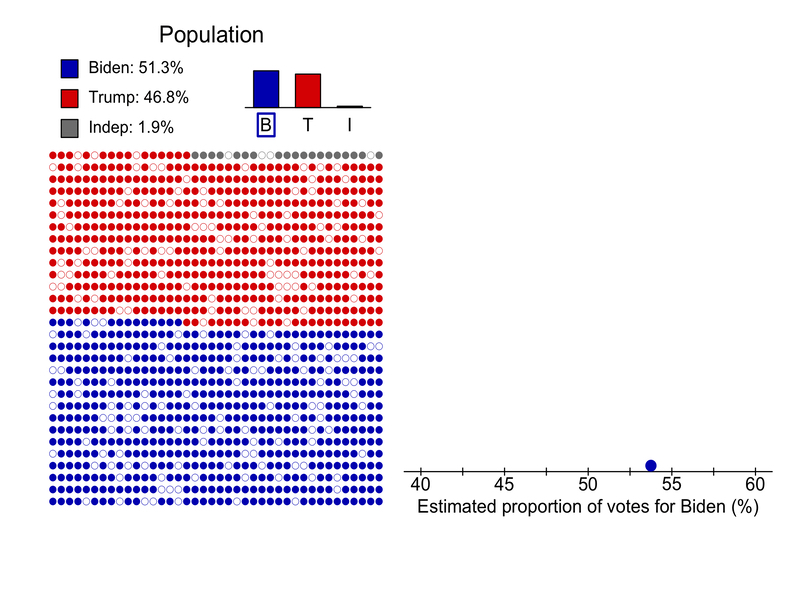 Population
Biden: 51.3%
Trump: 46.8%
Indep: 1.9%
B T I
40 45 50 55 60
Estimated proportion of votes for Biden (%)